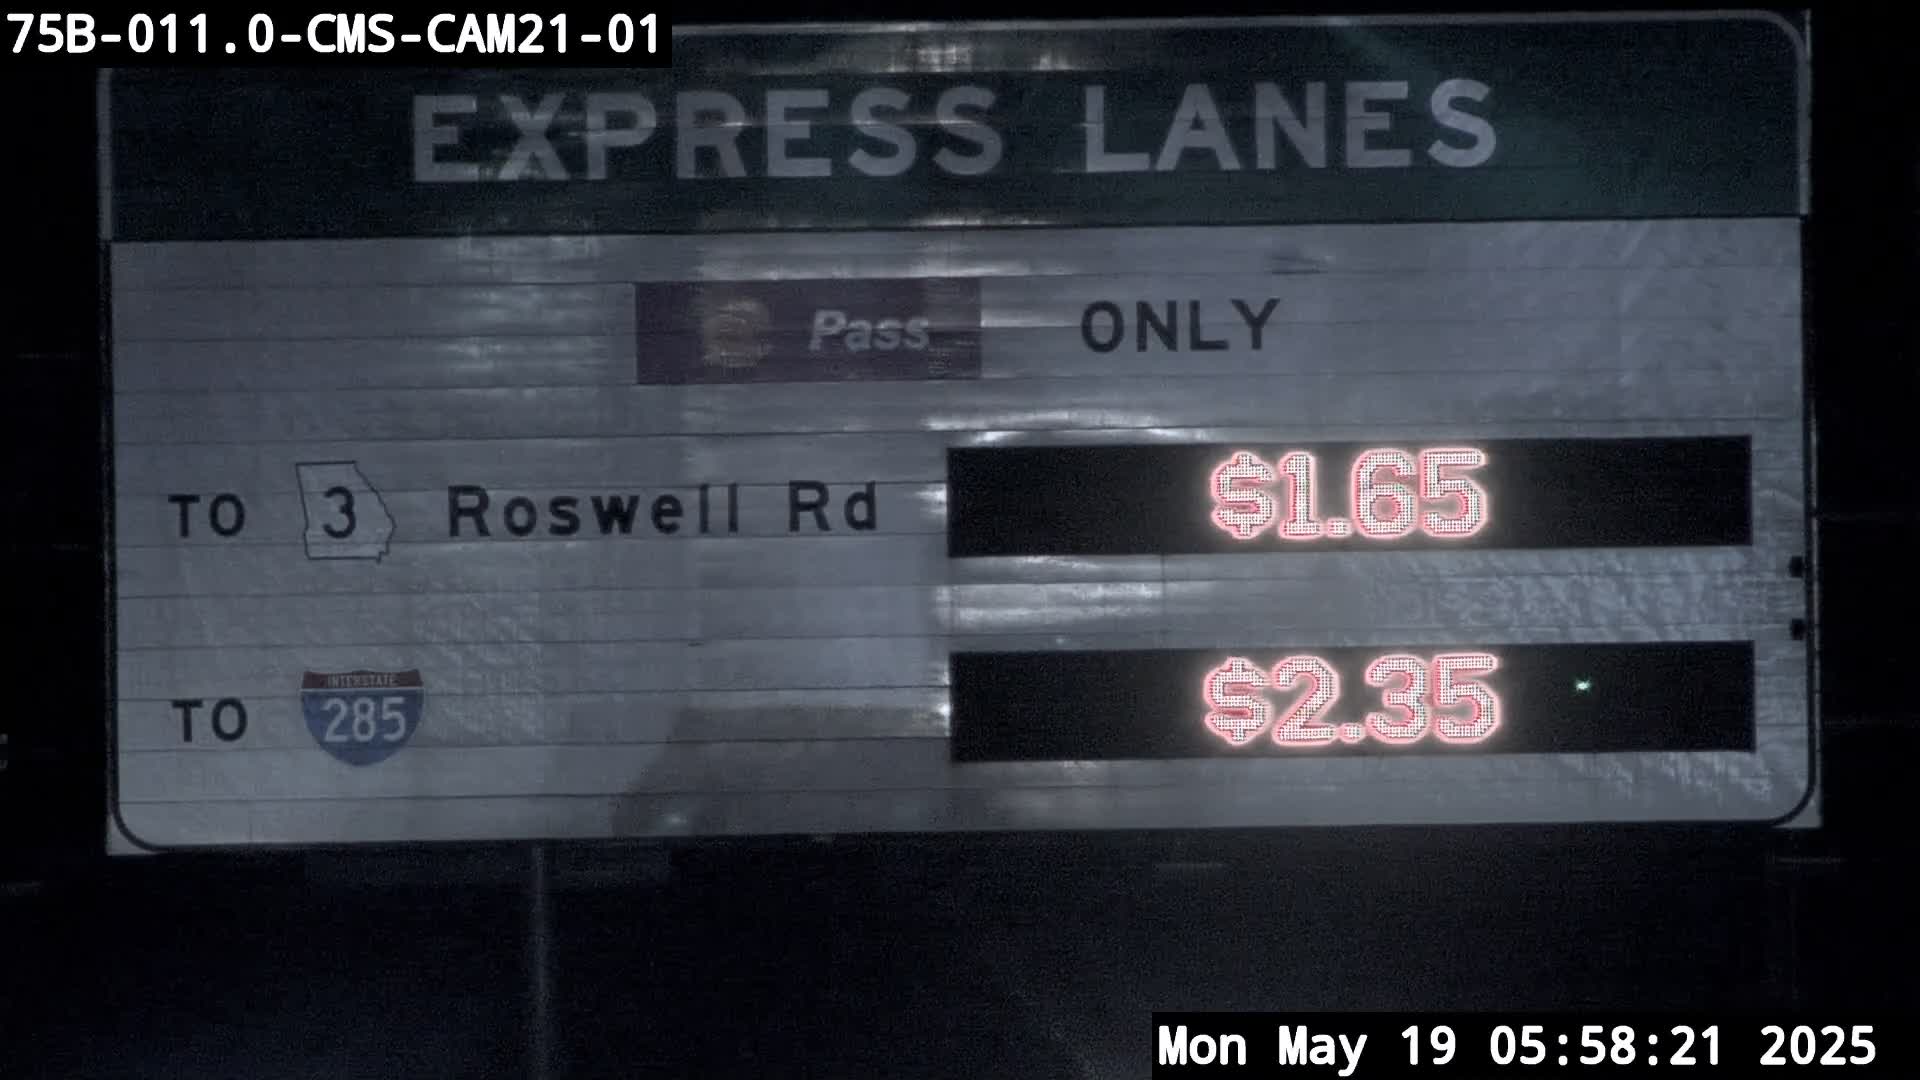 75B-011.0-CMS-CAM21-01
EXPRESS LANES
Pass ONLY
TO 3 Roswell Rd $1.65
INTERSTATE
TO 285 $2.35
Mon May 19 05:58:21 2025